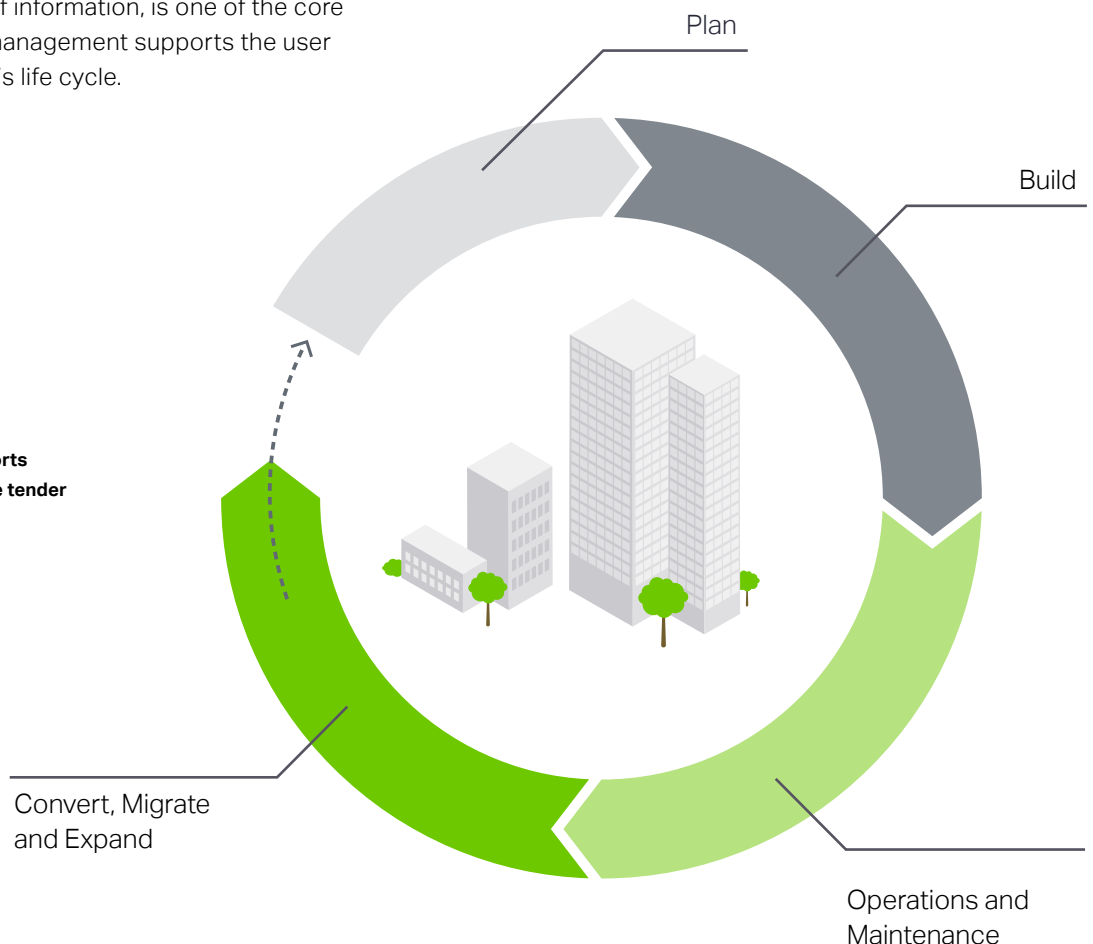 f information, is one of the core
nanagement supports the user
's life cycle.
Plan
Build
orts
e tender
Convert, Migrate
and Expand
Operations and
Maintenance